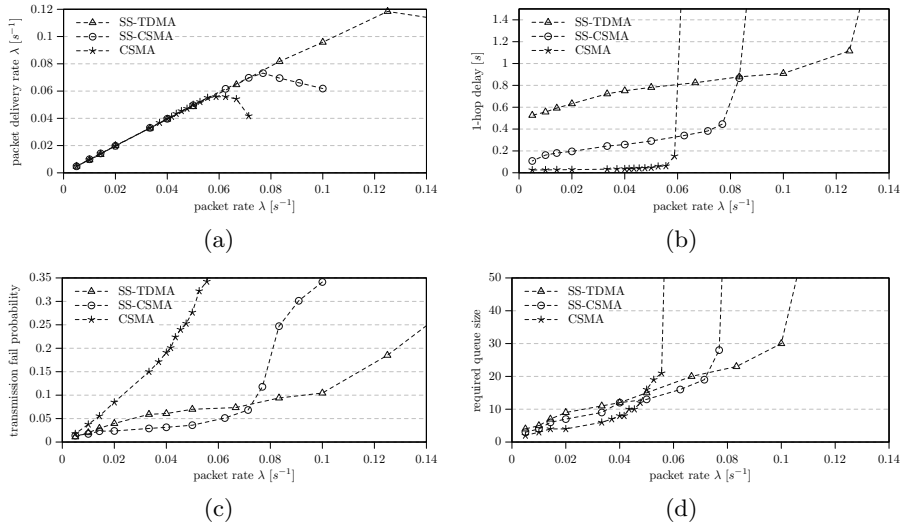 0.12
0.1
0.08
0.06
0.04
0.02
0
packet delivery rate λ [s⁻¹]
SS-TDMA
SS-CSMA
CSMA
0 0.02 0.04 0.06 0.08 0.1 0.12 0.14
packet rate λ [s⁻¹]
(a)
1.4
1.2
1
0.8
0.6
0.4
0.2
0
1-hop delay [s]
SS-TDMA
SS-CSMA
CSMA
0 0.02 0.04 0.06 0.08 0.1 0.12 0.14
packet rate λ [s⁻¹]
(b)
0.35
0.3
0.25
0.2
0.15
0.1
0.05
0
transmission fail probability
SS-TDMA
SS-CSMA
CSMA
0 0.02 0.04 0.06 0.08 0.1 0.12 0.14
packet rate λ [s⁻¹]
(c)
50
40
30
20
10
0
required queue size
SS-TDMA
SS-CSMA
CSMA
0 0.02 0.04 0.06 0.08 0.1 0.12 0.14
packet rate λ [s⁻¹]
(d)